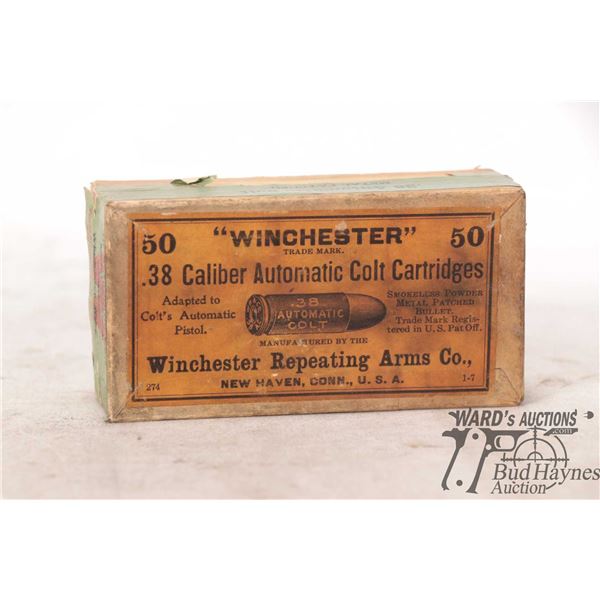 50 "WINCHESTER" 50
TRADE MARK.
.38 Caliber Automatic Colt Cartridges
Adapted to
Colt's Automatic
Pistol.
.38
AUTOMATIC
COLT
SMOKELESS POWDER
METAL PATCHED
BULLET.
Trade Mark Regis-
tered in U. S. Pat Off.
MANUFACTURED BY THE
Winchester Repeating Arms Co.,
274 NEW HAVEN, CONN., U. S. A. 1-7
WARD'S AUCTIONS
.com
Bud Haynes
Auction